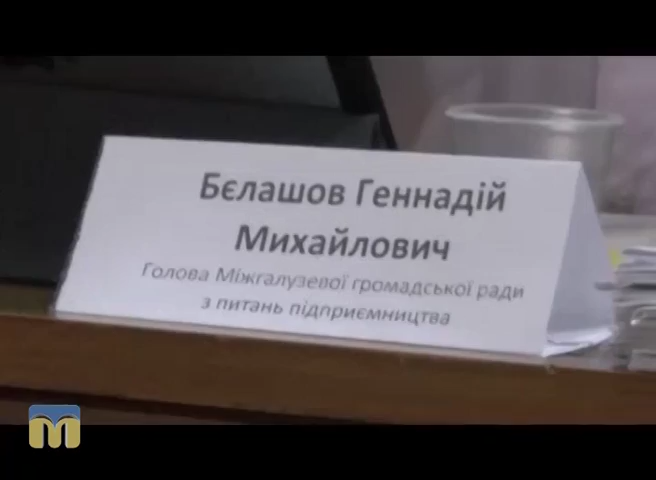 Бєлашов Геннадій
Михайлович
Голова Міжгалузевої громадської ради
з питань підприємництва